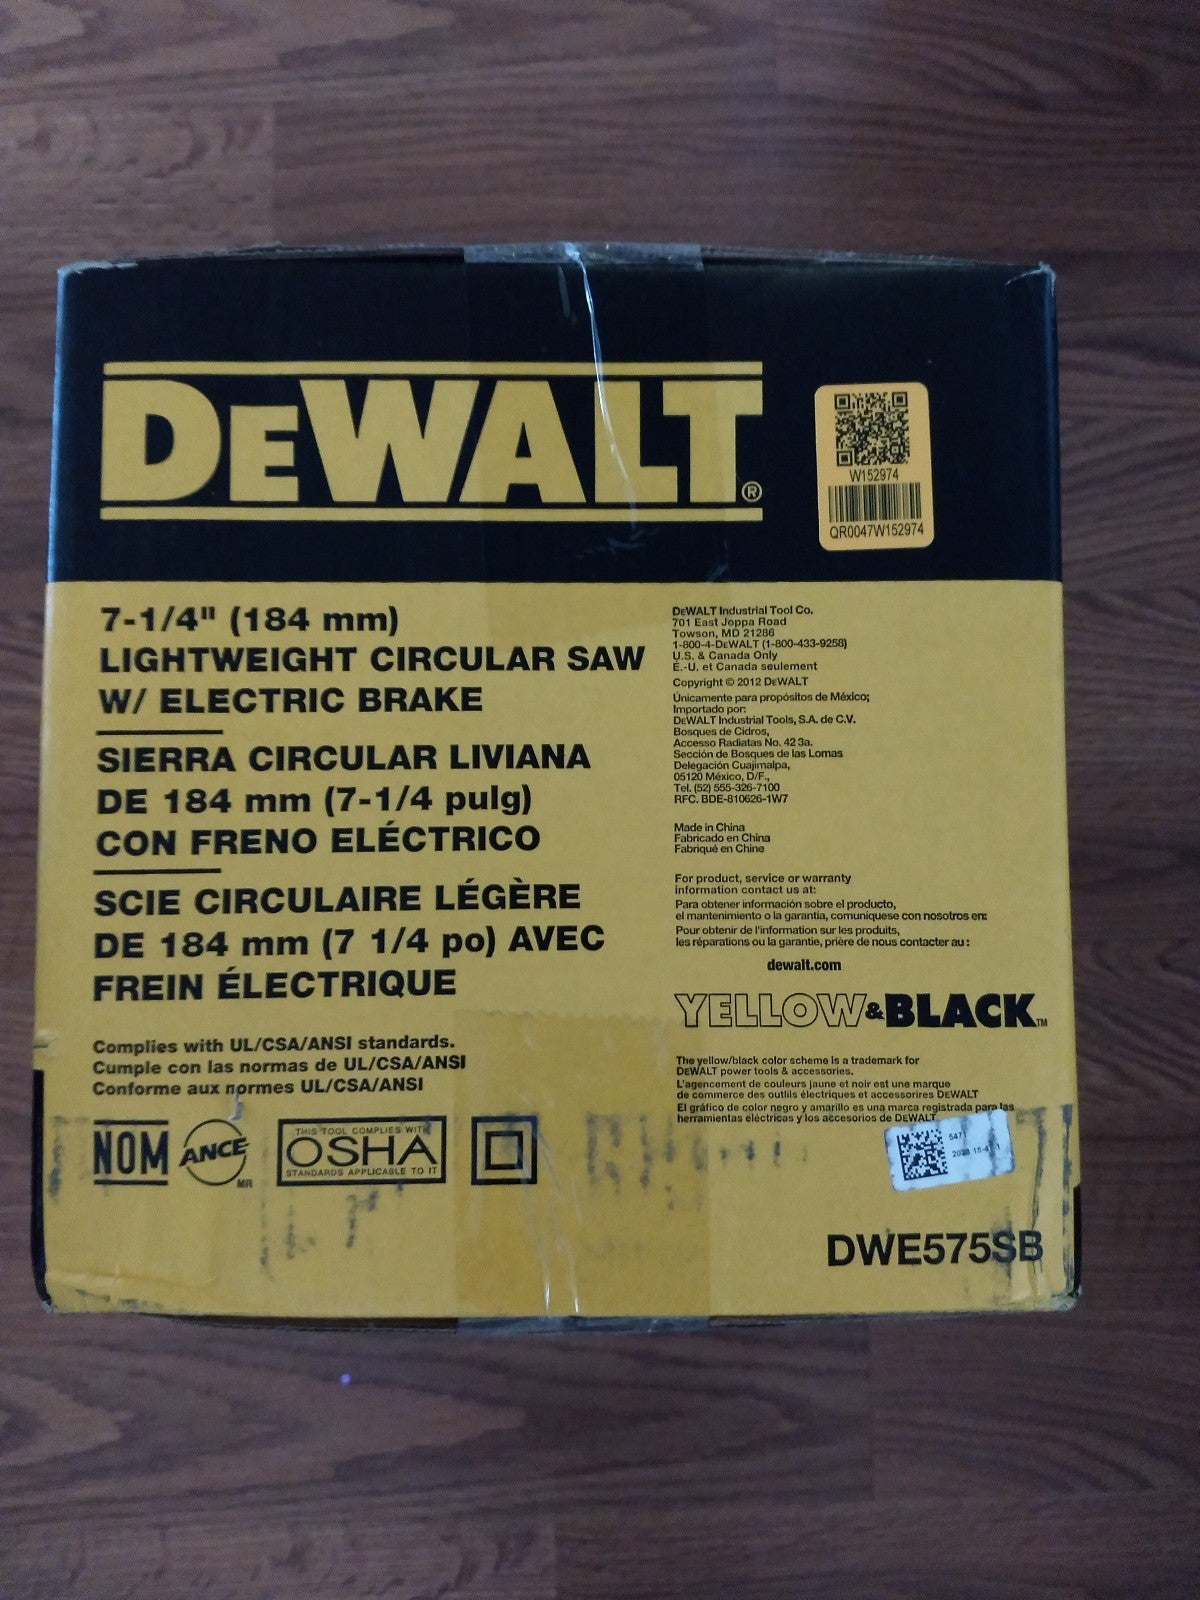 DEWALT®
W152974
QR0047W152974
7-1/4" (184 mm)
LIGHTWEIGHT CIRCULAR SAW
W/ ELECTRIC BRAKE
SIERRA CIRCULAR LIVIANA
DE 184 mm (7-1/4 pulg)
CON FRENO ELÉCTRICO
SCIE CIRCULAIRE LÉGÈRE
DE 184 mm (7 1/4 po) AVEC
FREIN ÉLECTRIQUE
Complies with UL/CSA/ANSI standards.
Cumple con las normas de UL/CSA/ANSI
Conforme aux normes UL/CSA/ANSI
NOM
ANCE
MR
THIS TOOL COMPLIES WITH
OSHA
STANDARDS APPLICABLE TO IT
DEWALT Industrial Tool Co.
701 East Joppa Road
Towson, MD 21286
1-800-4-DEWALT (1-800-433-9258)
U.S. & Canada Only
É.-U. et Canada seulement
Copyright © 2012 DEWALT
Únicamente para propósitos de México;
Importado por:
DEWALT Industrial Tools, S.A. de C.V.
Bosques de Cidros,
Accesso Radiatas No. 42 3a.
Sección de Bosques de las Lomas
Delegación Cuajimalpa,
05120 México, D/F.,
Tel. (52) 555-326-7100
RFC. BDE-810626-1W7
Made in China
Fabricado en China
Fabriqué en Chine
For product, service or warranty
information contact us at:
Para obtener información sobre el producto,
el mantenimiento o la garantía, comuniquese con nosotros en:
Pour obtenir de l'information sur les produits,
les réparations ou la garantie, prière de nous contacter au :
dewalt.com
YELLOW&BLACK™
The yellow/black color scheme is a trademark for
DEWALT power tools & accessories.
L'agencement de couleurs jaune et noir est une marque
de commerce des outils électriques et accessorires DEWALT
El gráfico de color negro y amarillo es una marca registrada para las
herramientas eléctricas y los accesorios de DEWALT
DWE575SB